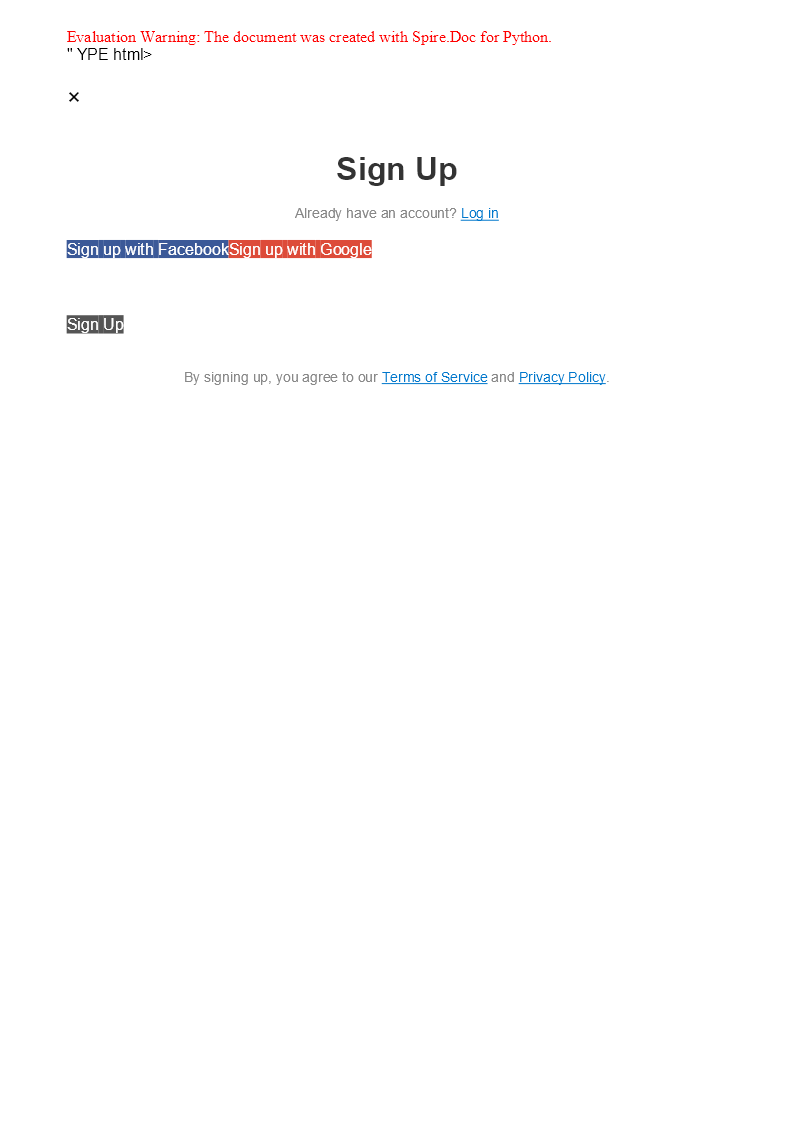 Evaluation Warning: The document was created with Spire.Doc for Python.
" YPE html>
×
Sign Up
Already have an account? Log in
Sign up with FacebookSign up with Google
Sign Up
By signing up, you agree to our Terms of Service and Privacy Policy.